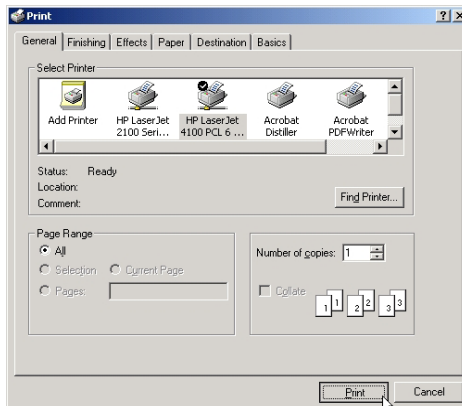 Print
General Finishing Effects Paper Destination Basics
Select Printer
Add Printer HP LaserJet 2100 Seri... HP LaserJet 4100 PCL 6 ... Acrobat Distiller Acrobat PDFWriter
Status: Ready
Location:
Comment:
Find Printer...
Page Range
All
Selection Current Page
Pages:
Number of copies: 1
Collate
1 1 2 2 3 3
Print Cancel